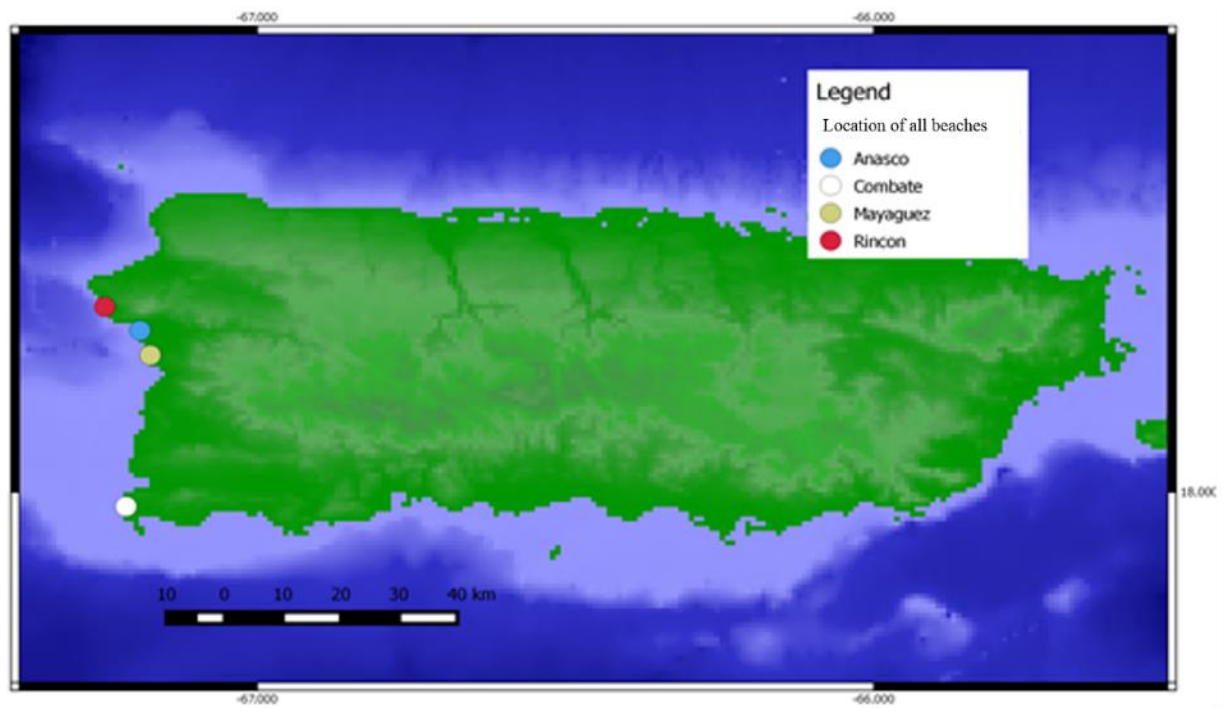 -67.000 -66.000
Legend
Location of all beaches
Anasco
Combate
Mayaguez
Rincon
18.000
10 0 10 20 30 40 km
-67.000 -66.000